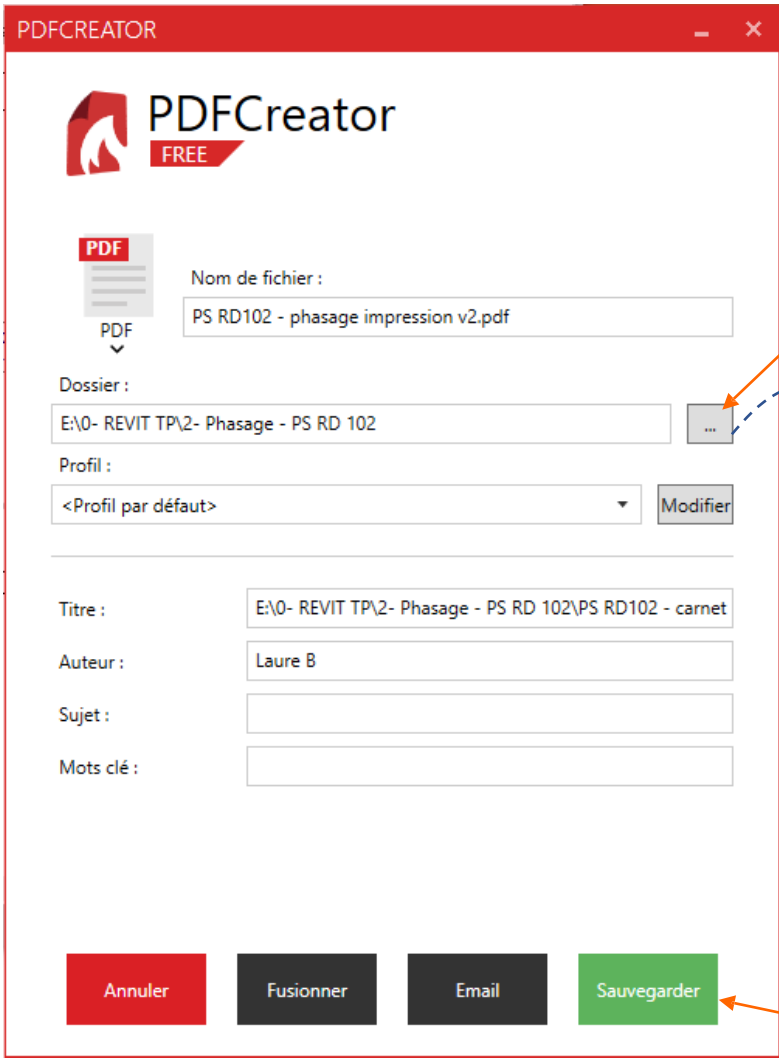 PDFCREATOR
PDFCreator
FREE
PDF
PDF
Nom de fichier :
PS RD102 - phasage impression v2.pdf
Dossier :
E:\0- REVIT TP\2- Phasage - PS RD 102
...
Profil :
<Profil par défaut>
Modifier
Titre :
E:\0- REVIT TP\2- Phasage - PS RD 102\PS RD102 - carnet
Auteur :
Laure B
Sujet :
Mots clé :
Annuler
Fusionner
Email
Sauvegarder